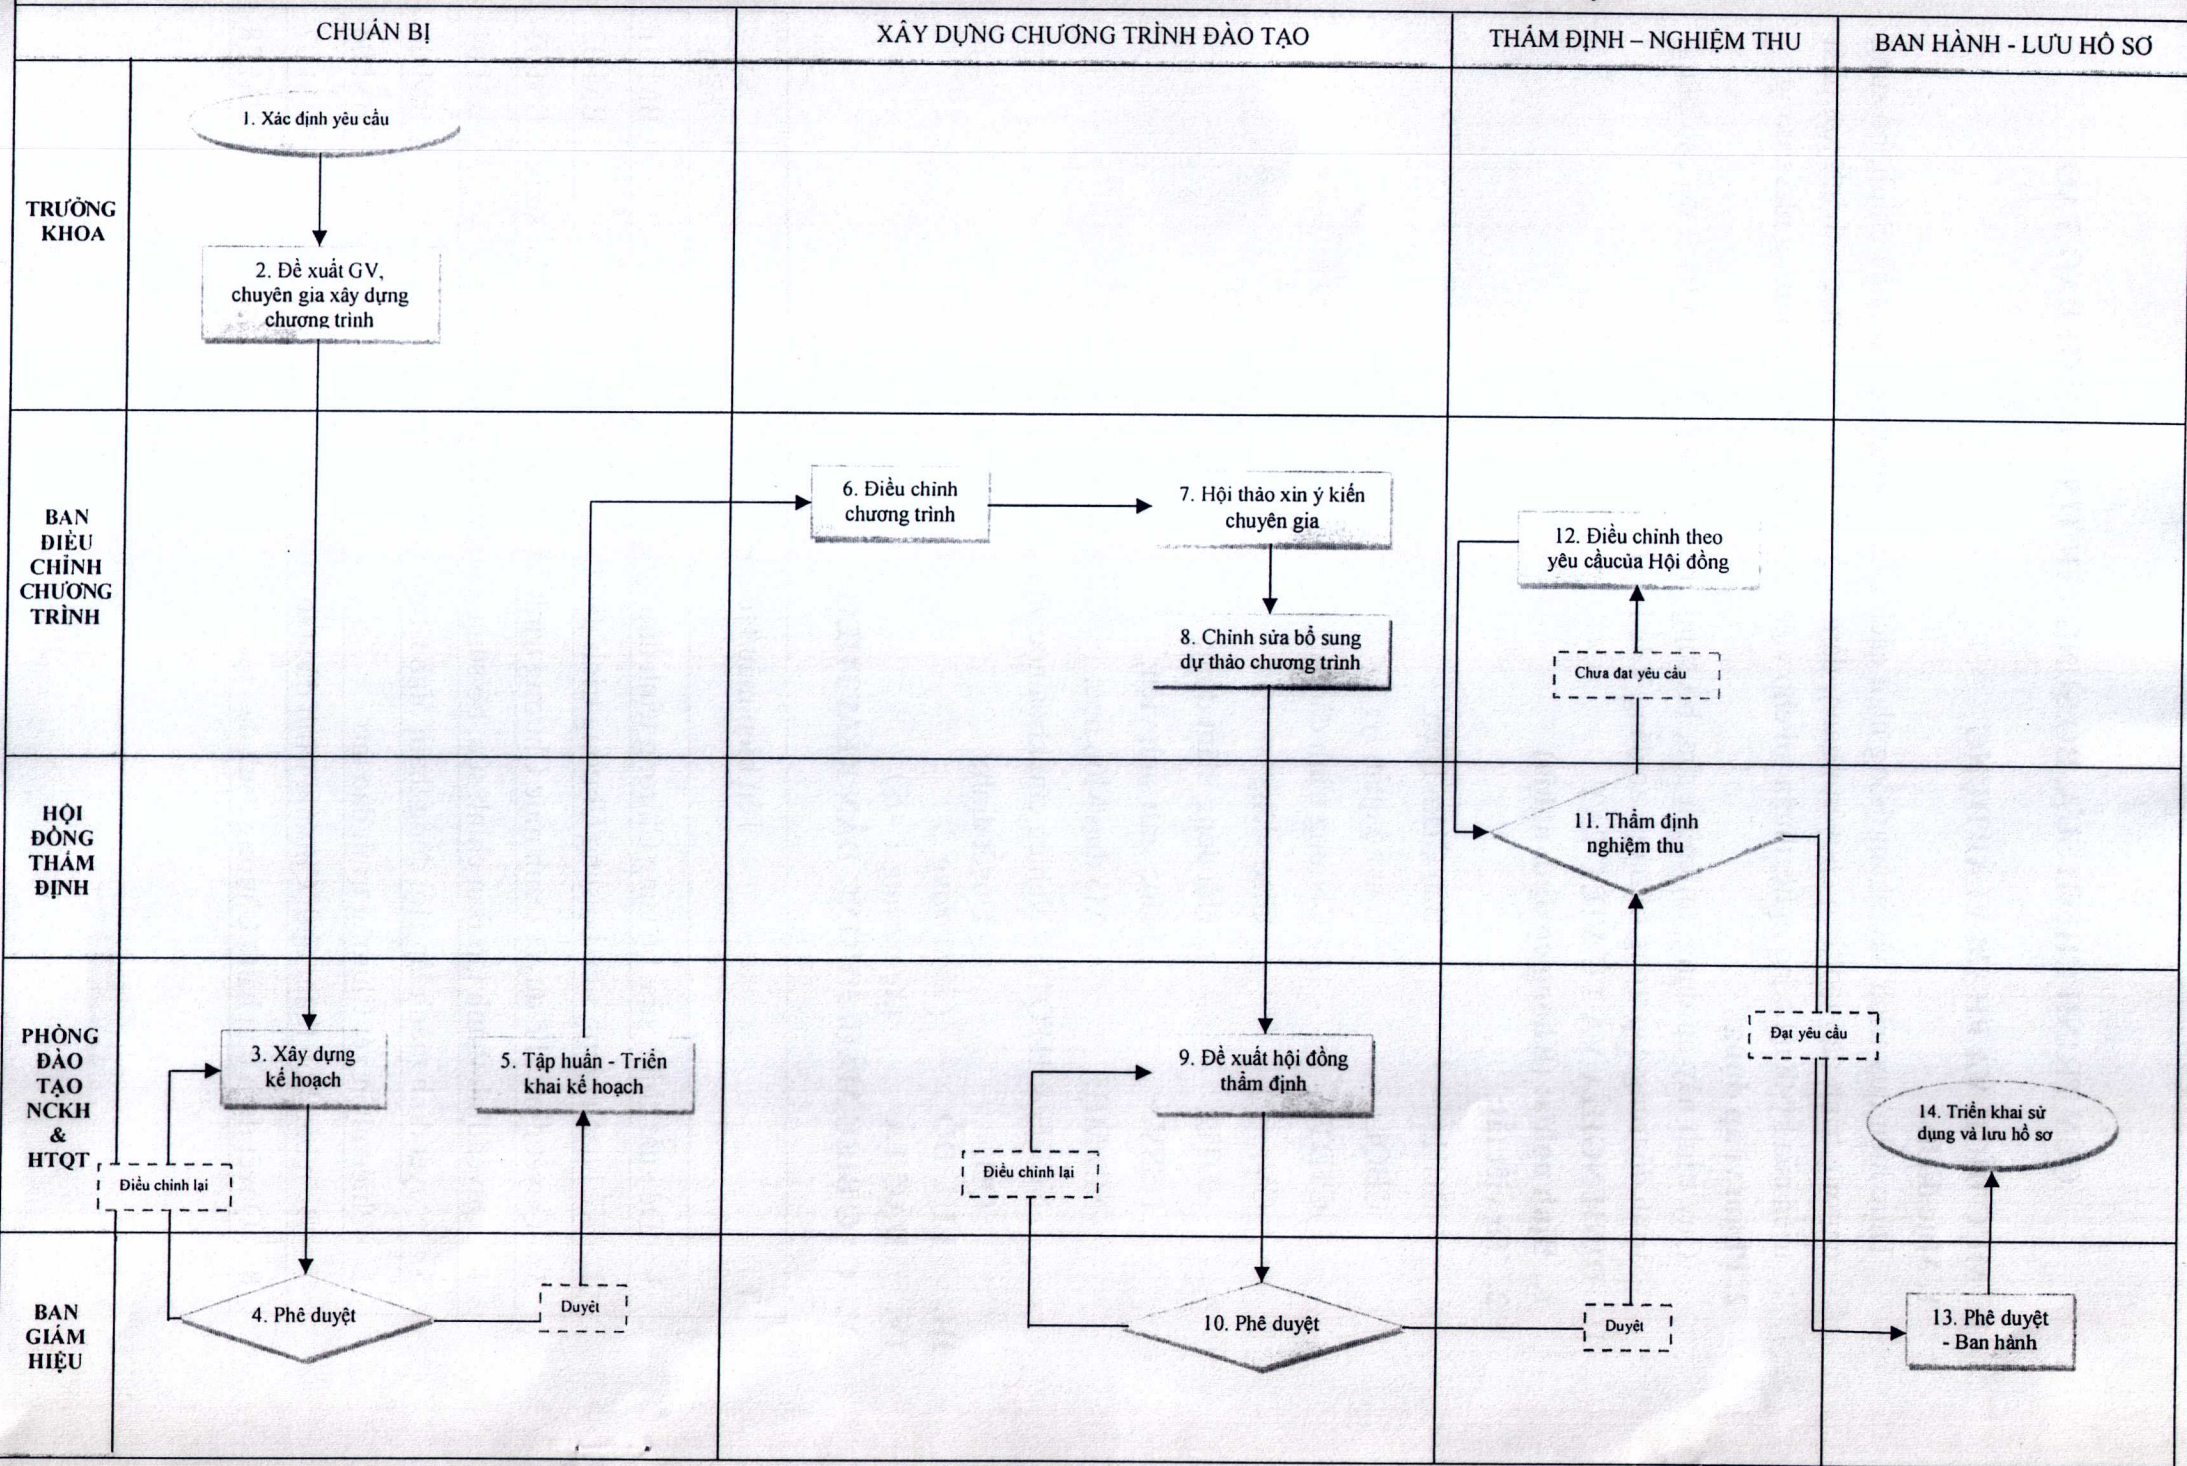 CHUẨN BỊ
XÂY DỰNG CHƯƠNG TRÌNH ĐÀO TẠO
THẨM ĐỊNH – NGHIỆM THU
BAN HÀNH - LƯU HỒ SƠ
TRƯỞNG
KHOA
1. Xác định yêu cầu
2. Đề xuất GV,
chuyên gia xây dựng
chương trình
BAN
ĐIỀU
CHỈNH
CHƯƠNG
TRÌNH
6. Điều chỉnh
chương trình
7. Hội thảo xin ý kiến
chuyên gia
8. Chỉnh sửa bổ sung
dự thảo chương trình
12. Điều chỉnh theo
yêu cầucủa Hội đồng
Chưa đạt yêu cầu
HỘI
ĐỒNG
THẨM
ĐỊNH
11. Thẩm định
nghiệm thu
PHÒNG
ĐÀO
TẠO
NCKH
&
HTQT
3. Xây dựng
kế hoạch
5. Tập huấn - Triển
khai kế hoạch
9. Đề xuất hội đồng
thẩm định
Đạt yêu cầu
14. Triển khai sử
dụng và lưu hồ sơ
Điều chỉnh lại
Điều chỉnh lại
BAN
GIÁM
HIỆU
4. Phê duyệt
Duyệt
10. Phê duyệt
Duyệt
13. Phê duyệt
- Ban hành